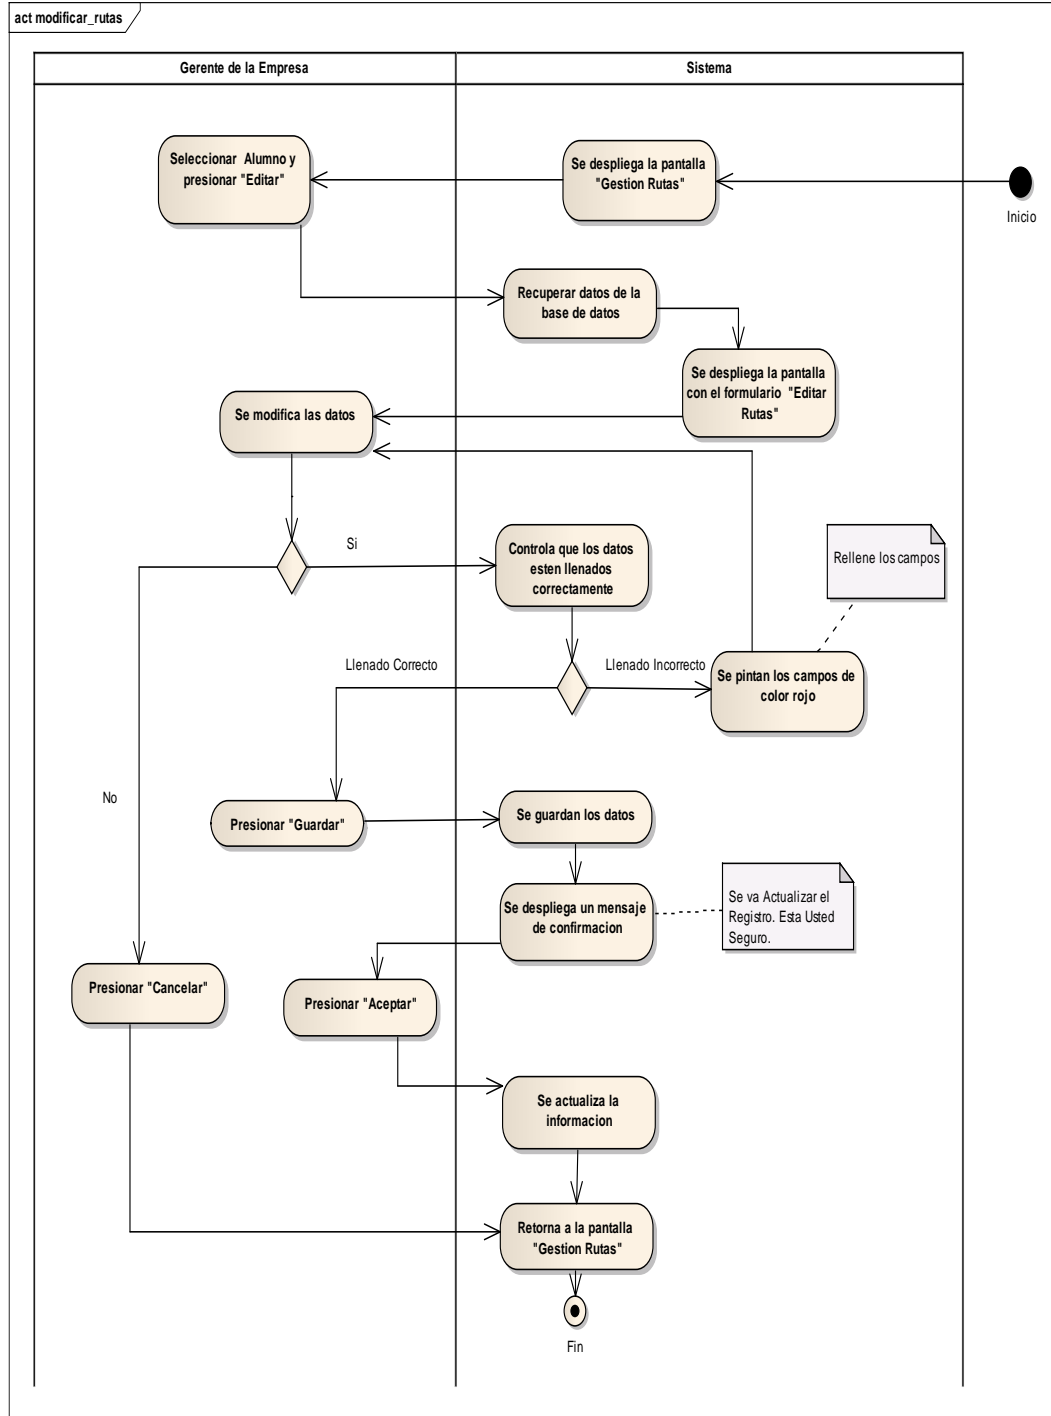 act modificar_rutas
Gerente de la Empresa
Sistema
Seleccionar Alumno y
presionar "Editar"
Se despliega la pantalla
"Gestion Rutas"
Inicio
Recuperar datos de la
base de datos
Se despliega la pantalla
con el formulario "Editar
Rutas"
Se modifica las datos
Si
Controla que los datos
esten llenados
correctamente
Rellene los campos
Llenado Correcto
Llenado Incorrecto
Se pintan los campos de
color rojo
No
Presionar "Guardar"
Se guardan los datos
Se despliega un mensaje
de confirmacion
Se va Actualizar el
Registro. Esta Usted
Seguro.
Presionar "Cancelar"
Presionar "Aceptar"
Se actualiza la
informacion
Retorna a la pantalla
"Gestion Rutas"
Fin